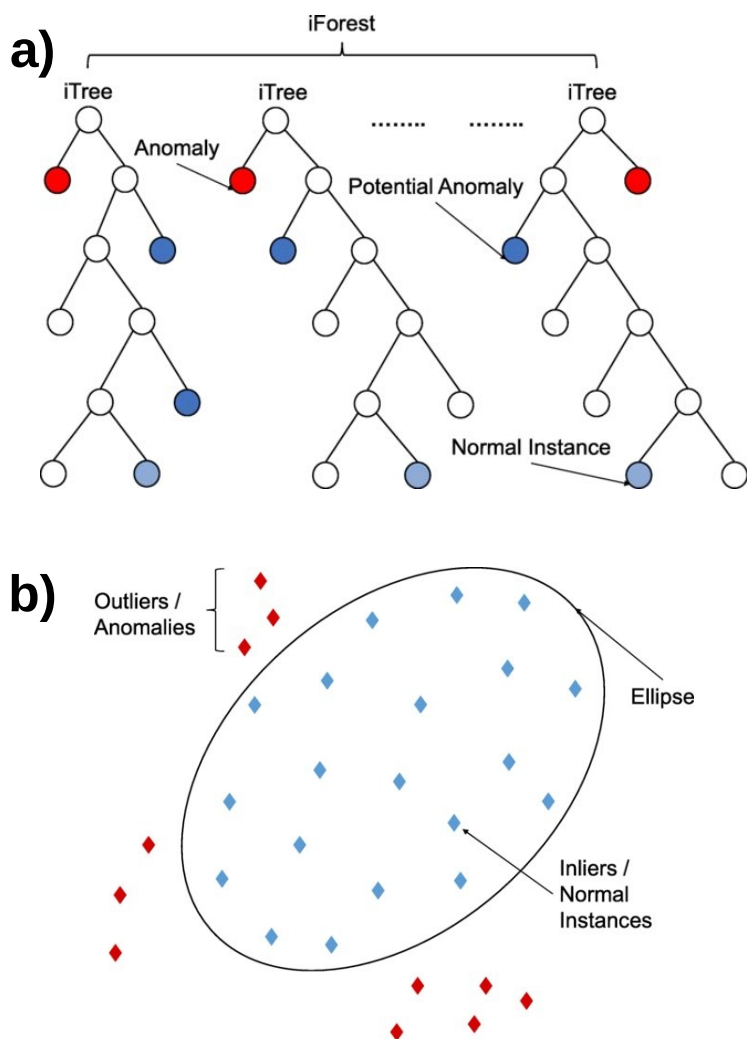 a)
iForest
iTree
iTree
iTree
........ ........
Anomaly
Potential Anomaly
Normal Instance
b)
Outliers /
Anomalies
Ellipse
Inliers /
Normal
Instances